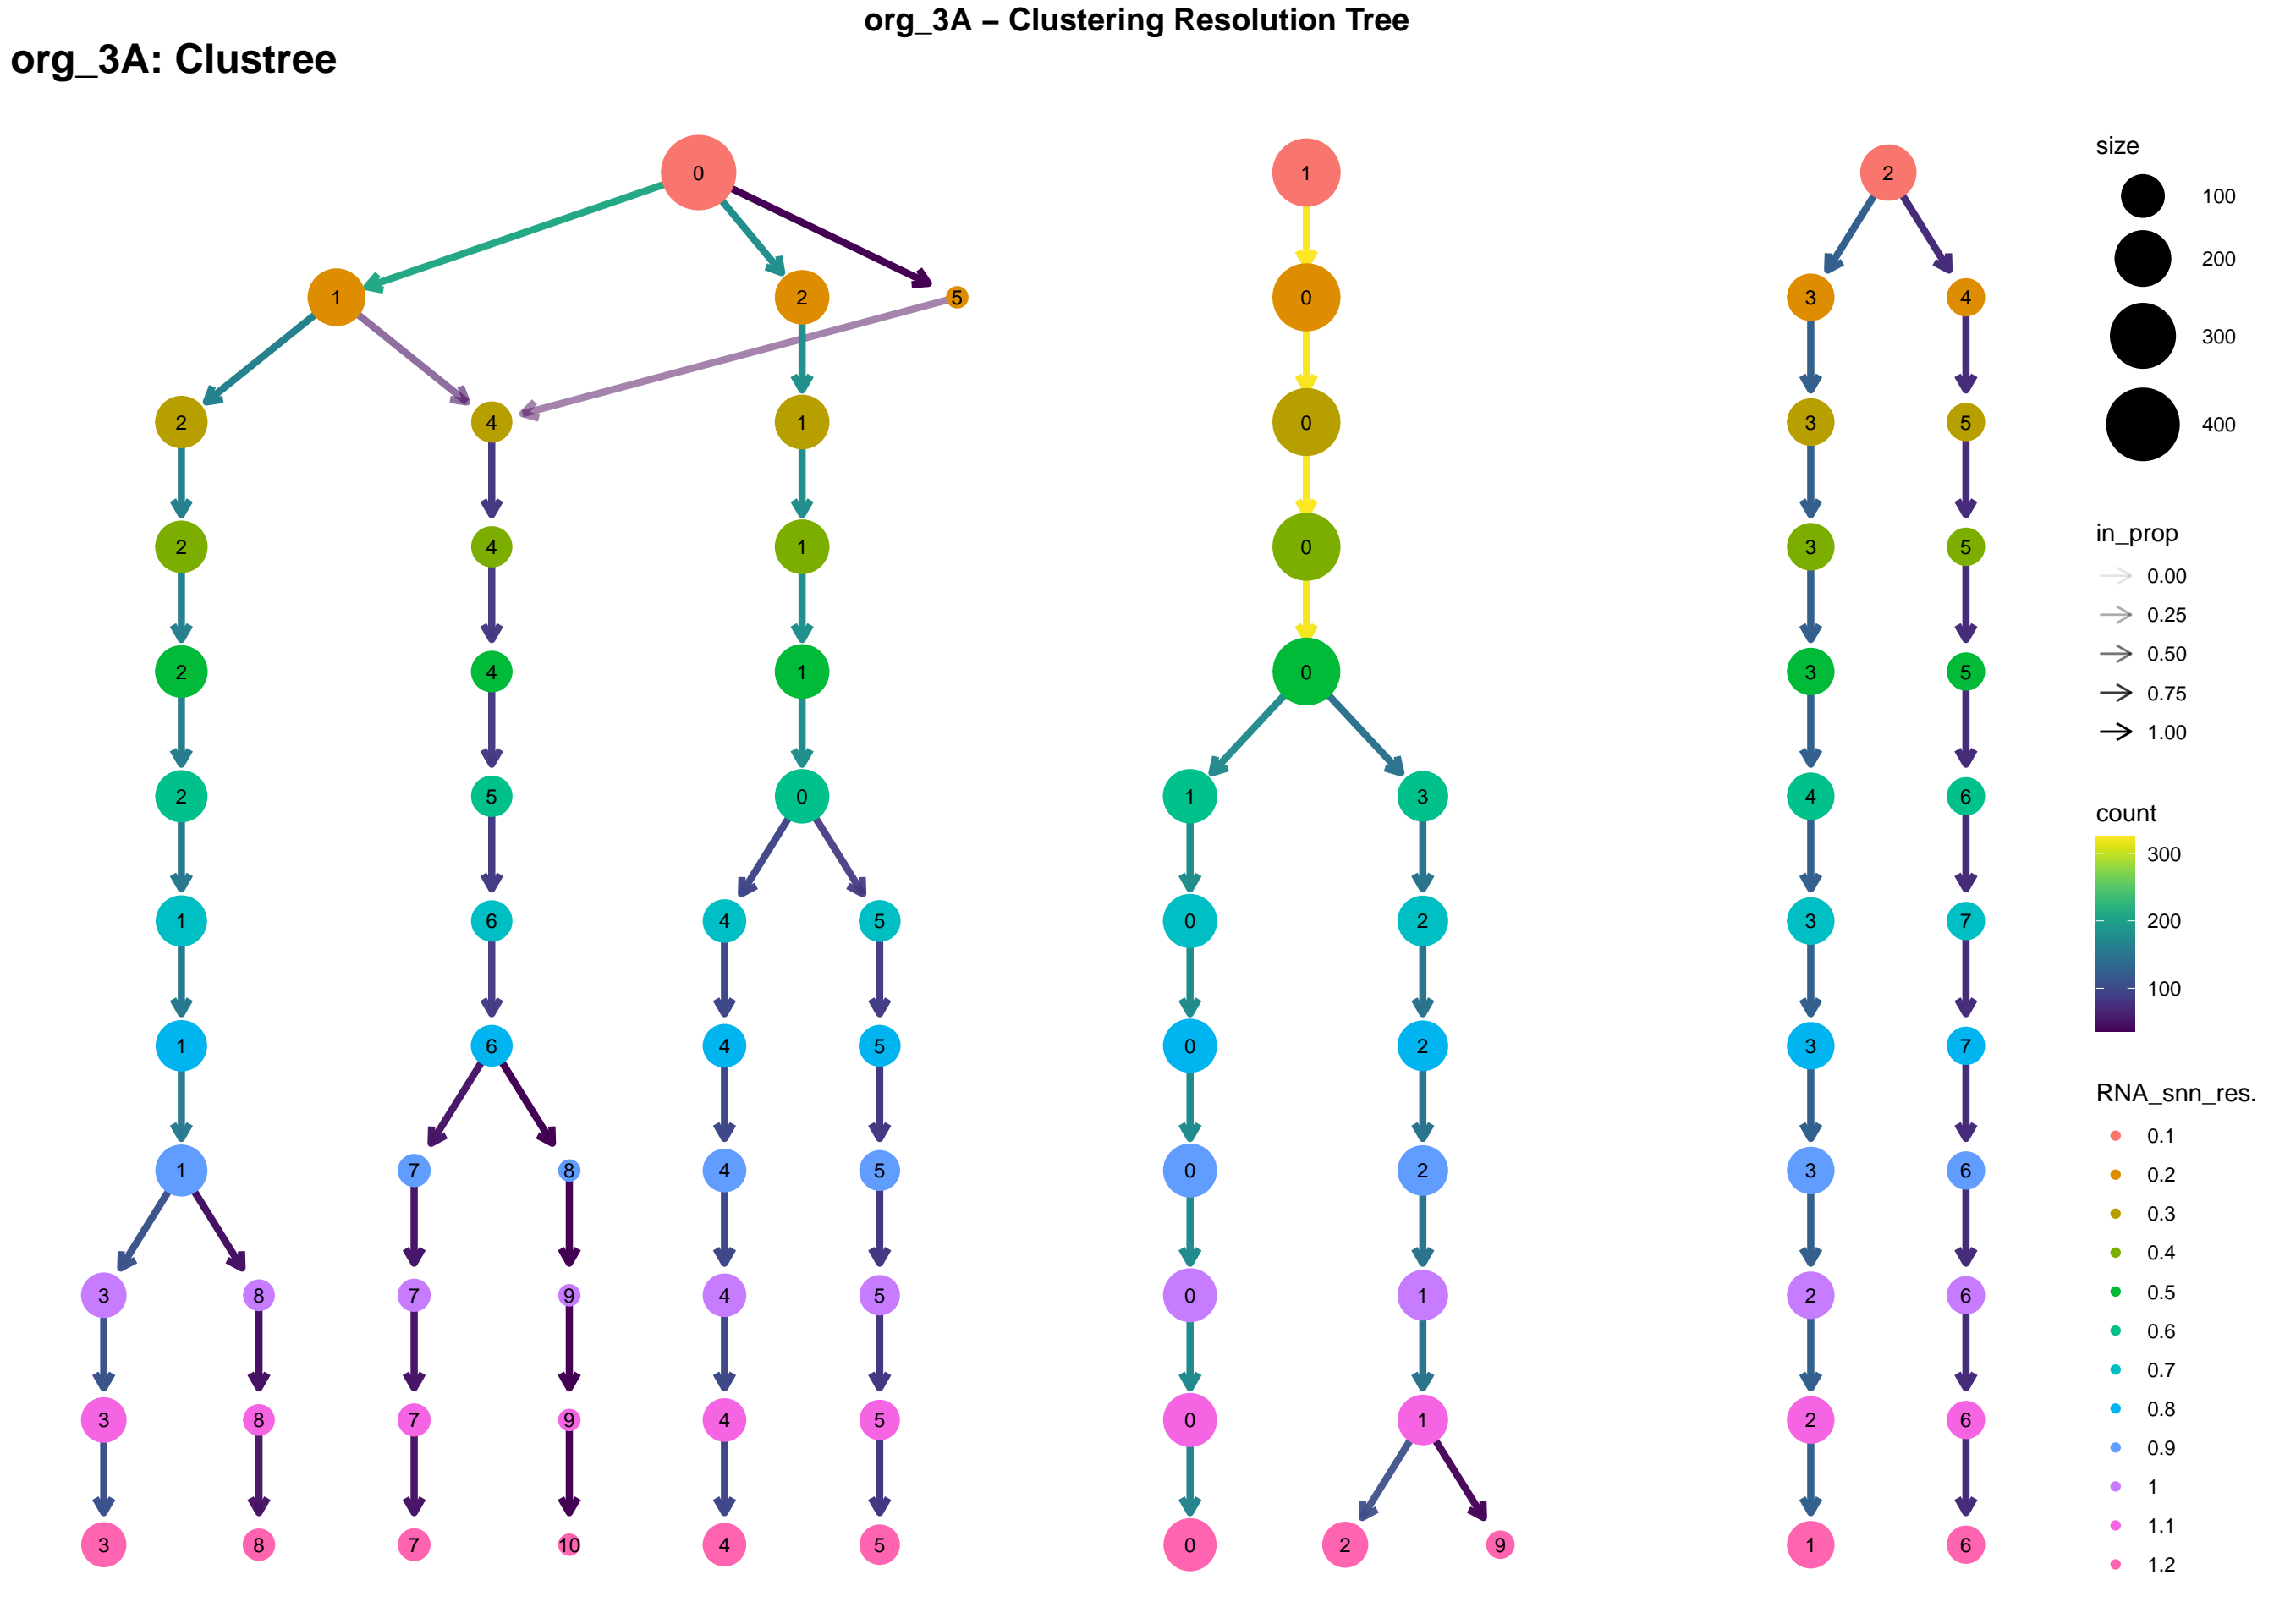 org_3A – Clustering Resolution Tree
org_3A: Clustree
0 1 2
1 2 5 0 3 4
2 4 1 0 3 5
2 4 1 0 3 5
2 4 1 0 3 5
2 5 0 1 3 4 6
1 6 4 5 0 2 3 7
1 6 4 5 0 2 3 7
1 7 8 4 5 0 2 3 6
3 8 7 9 4 5 0 1 2 6
3 8 7 9 4 5 0 1 2 6
3 8 7 10 4 5 0 2 9 1 6
size
100
200
300
400
in_prop
0.00
0.25
0.50
0.75
1.00
count
300
200
100
RNA_snn_res.
0.1
0.2
0.3
0.4
0.5
0.6
0.7
0.8
0.9
1
1.1
1.2